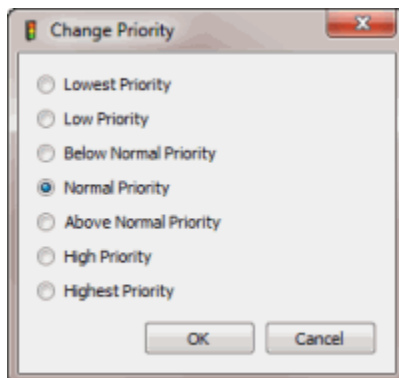 Change Priority
Lowest Priority
Low Priority
Below Normal Priority
Normal Priority
Above Normal Priority
High Priority
Highest Priority
OK Cancel